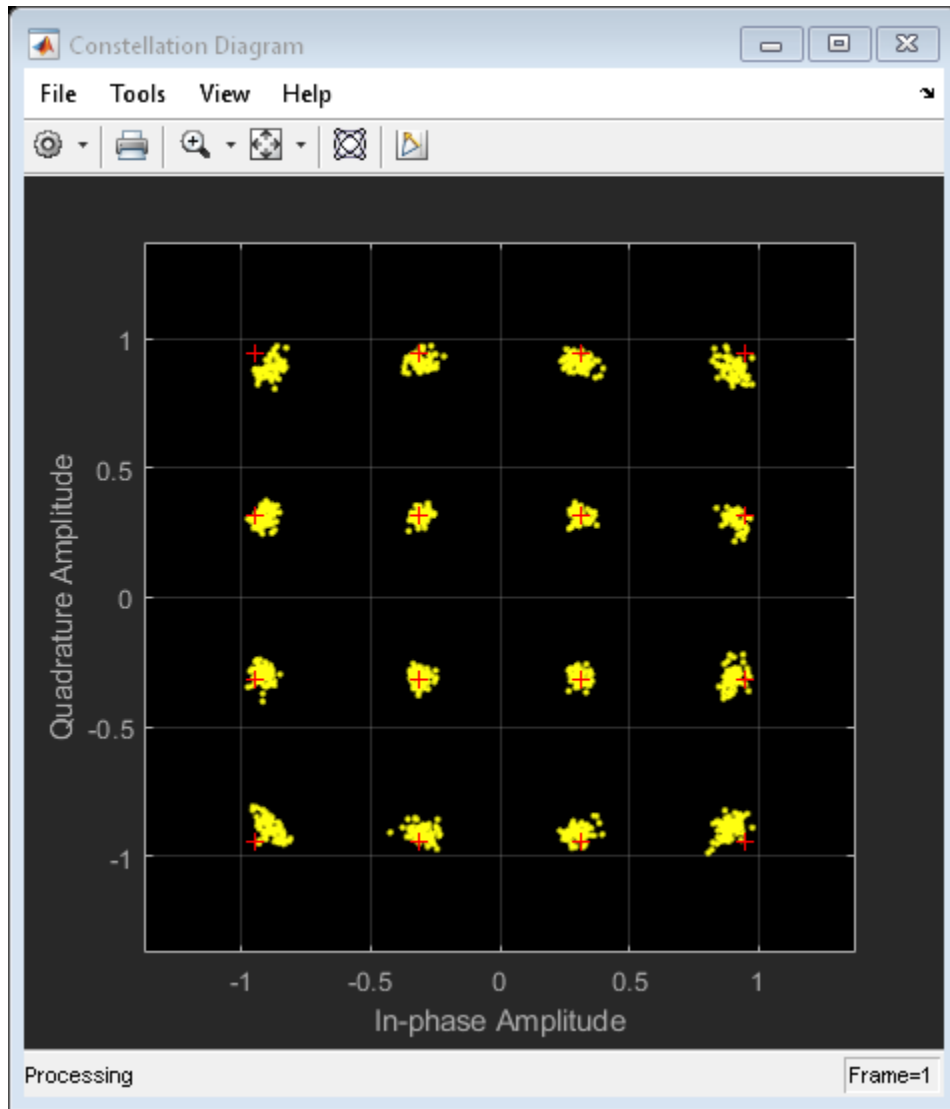 Constellation Diagram
File Tools View Help
1
0.5
0
-0.5
-1
Quadrature Amplitude
-1 -0.5 0 0.5 1
In-phase Amplitude
Processing Frame=1